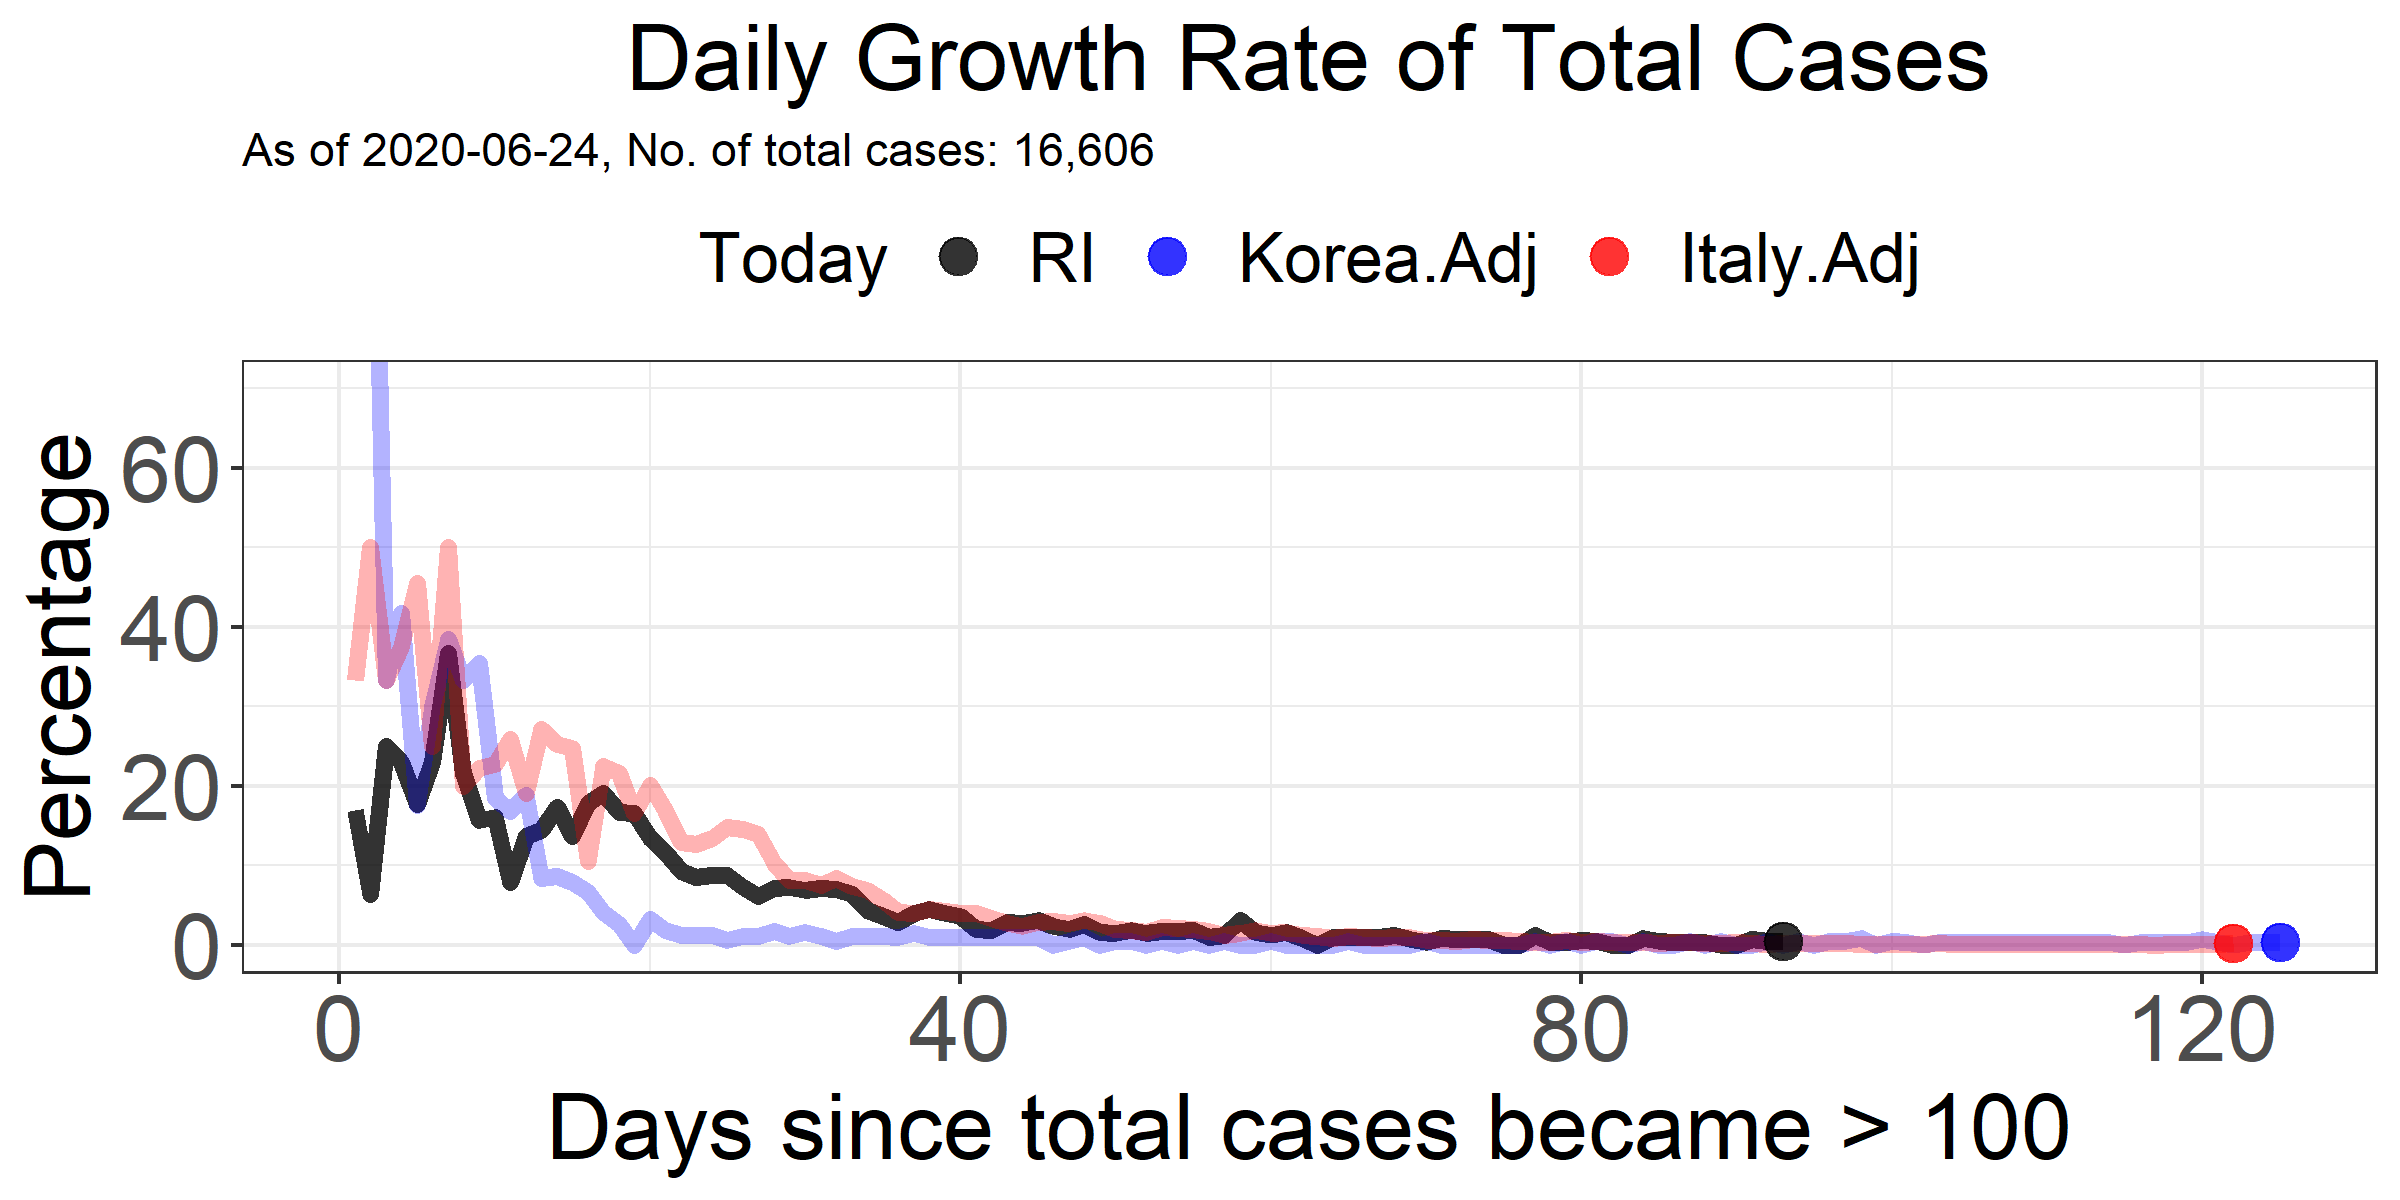 Daily Growth Rate of Total Cases
As of 2020-06-24, No. of total cases: 16,606
Today RI Korea.Adj Italy.Adj
Percentage
60
40
20
0
0 40 80 120
Days since total cases became > 100